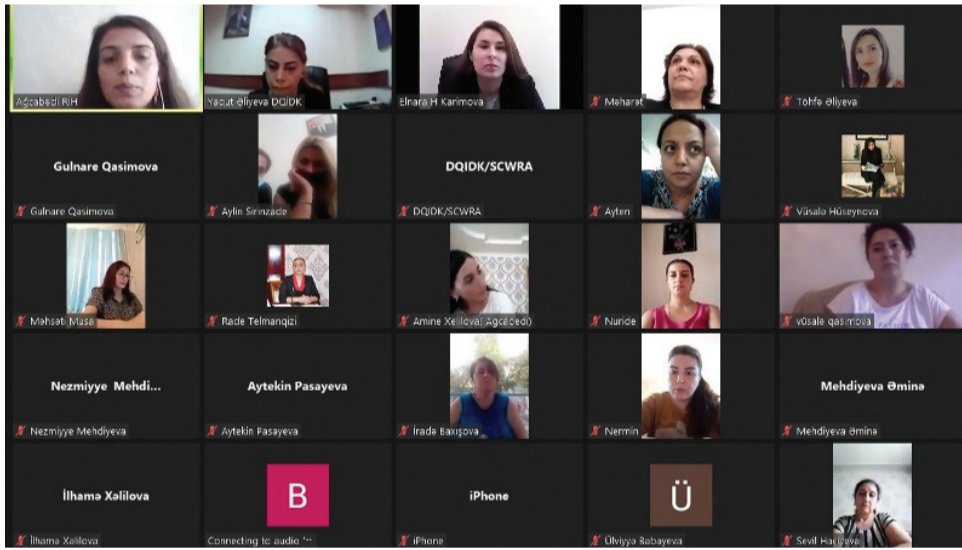 Ağcabədi RİH
Yaqut Əliyeva DQİDK
Elnara H Karimova
Məharət
Töhfə Əliyeva
Gulnare Qasimova
Gulnare Qasimova
Aylin Sirinzade
DQIDK/SCWRA
DQIDK/SCWRA
Ayten
Vüsalə Hüseynova
Məhsəti Musa
Rade Telmanqizi
Amine Xelilova( Agcabedi)
Nuride
vüsalə qasımova
Nezmiyye Mehdi...
Nezmiyye Mehdiyeva
Aytekin Pasayeva
Aytekin Pasayeva
İradə Baxışova
Nermin
Mehdiyeva Əminə
Mehdiyeva Əminə
İlhamə Xəlilova
İlhamə Xəlilova
B
Connecting to audio ···
iPhone
iPhone
Ü
Ülviyyə Babayeva
Sevil Hacıyeva